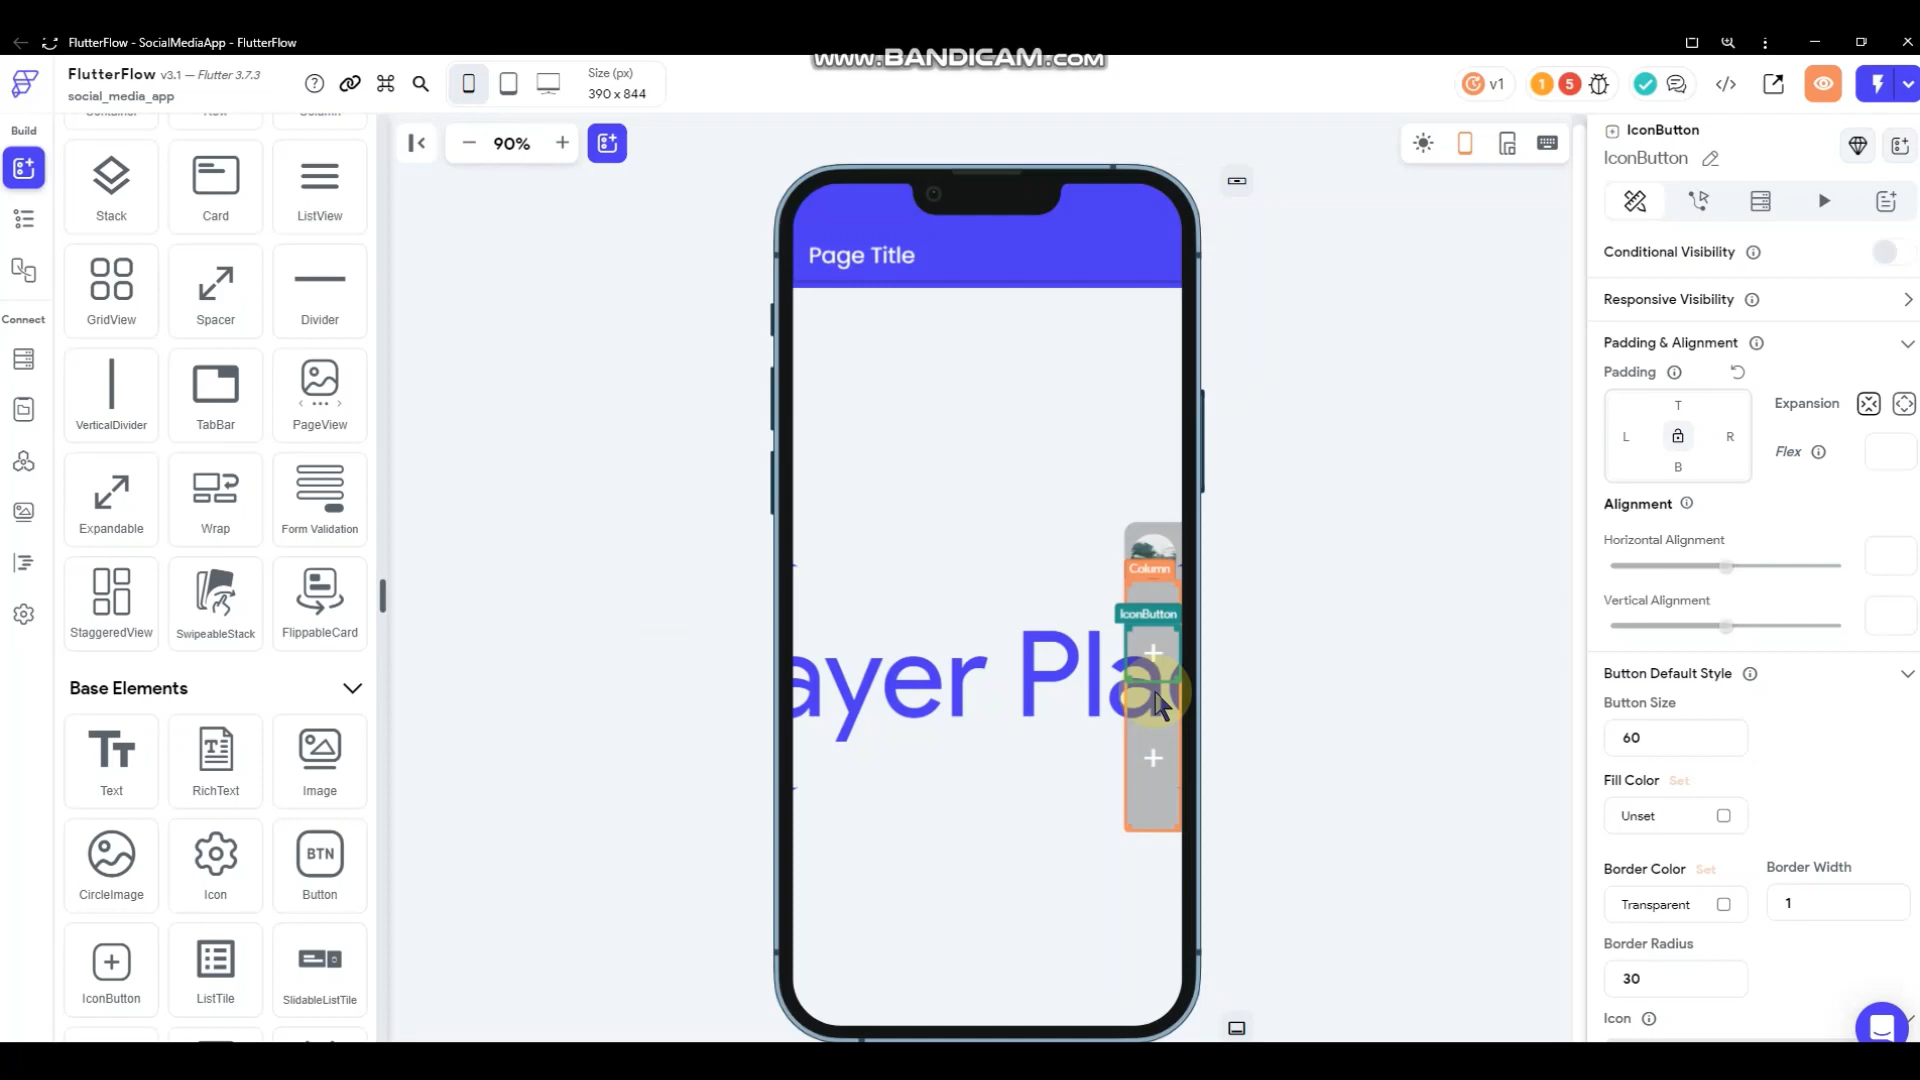 FlutterFlow - SocialMediaApp - FlutterFlow
www.BANDICAM.com
FlutterFlow v3.1 — Flutter 3.7.3
social_media_app
Size (px)
390 x 844
v1
1
5
Build
Connect
Container
Row
Column
Stack
Card
ListView
GridView
Spacer
Divider
VerticalDivider
TabBar
PageView
Expandable
Wrap
Form Validation
StaggeredView
SwipeableStack
FlippableCard
Base Elements
Text
RichText
Image
CircleImage
Icon
BTN
Button
IconButton
ListTile
SlidableListTile
90%
Page Title
Column
IconButton
ayer Plac
IconButton
IconButton
Conditional Visibility
Responsive Visibility
Padding & Alignment
Padding
T
L
R
B
Expansion
Flex
Alignment
Horizontal Alignment
Vertical Alignment
Button Default Style
Button Size
60
Fill Color Set
Unset
Border Color Set
Border Width
Transparent
1
Border Radius
30
Icon